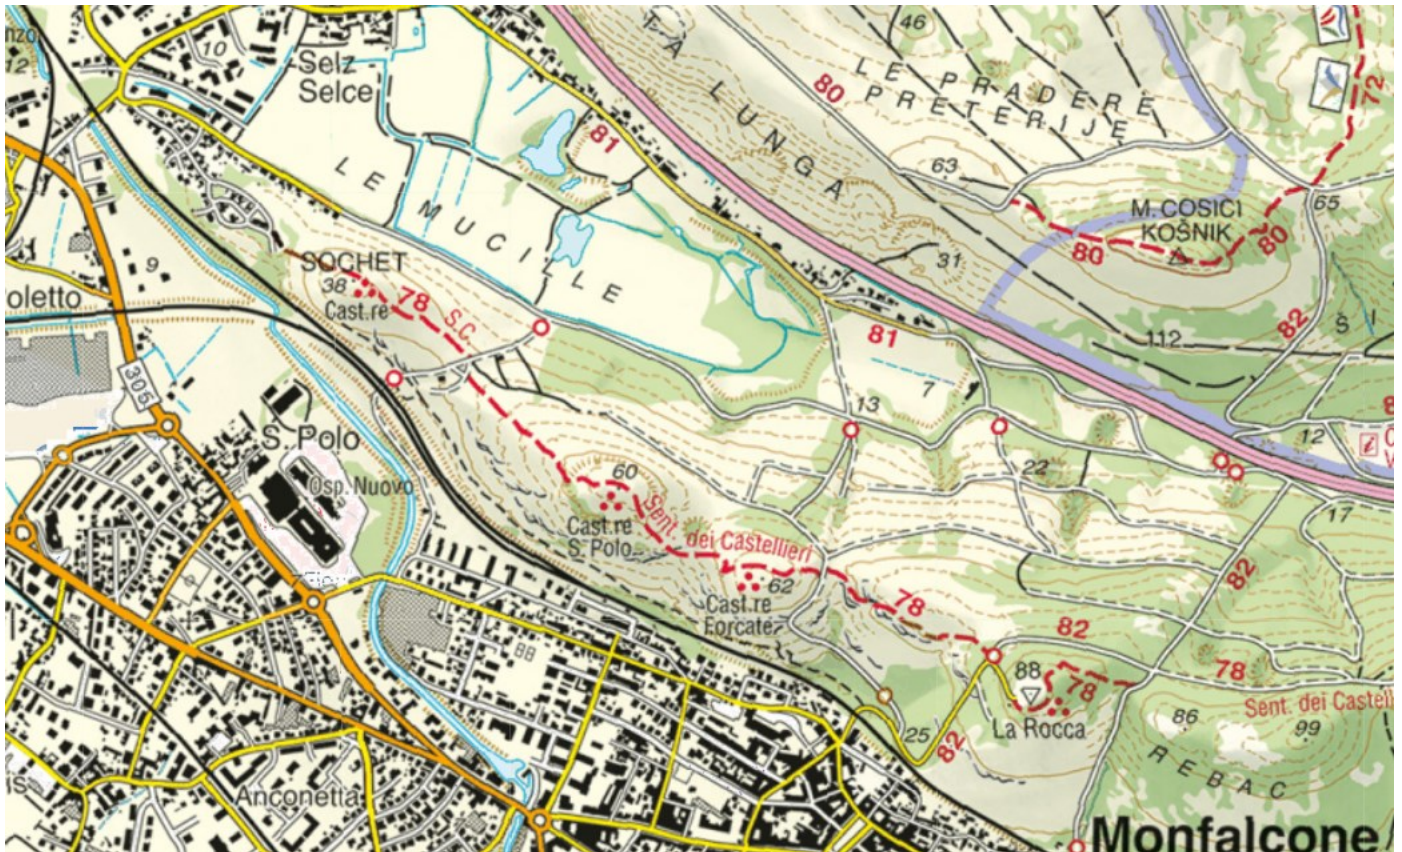 46
10
Selz
Selce
12
80
LE PRADERE
PRETERIJE
72
81
LUNGA
LE MUCILLE
63
65
M. COSICI
KOŠNIK
80
80
31
9
SOCHET
38
Cast.re
78
S.C.
oletto
81
82
112
7
13
305
S. Polo
Osp. Nuovo
22
12
60
Cast.re
S. Polo
Sent. dei Castellieri
17
62
Cast.re
Forcate
78
82
82
88
78
78
Sent. dei Castell
La Rocca
86
99
25
82
REBAC
88
Anconetta
Monfalcone